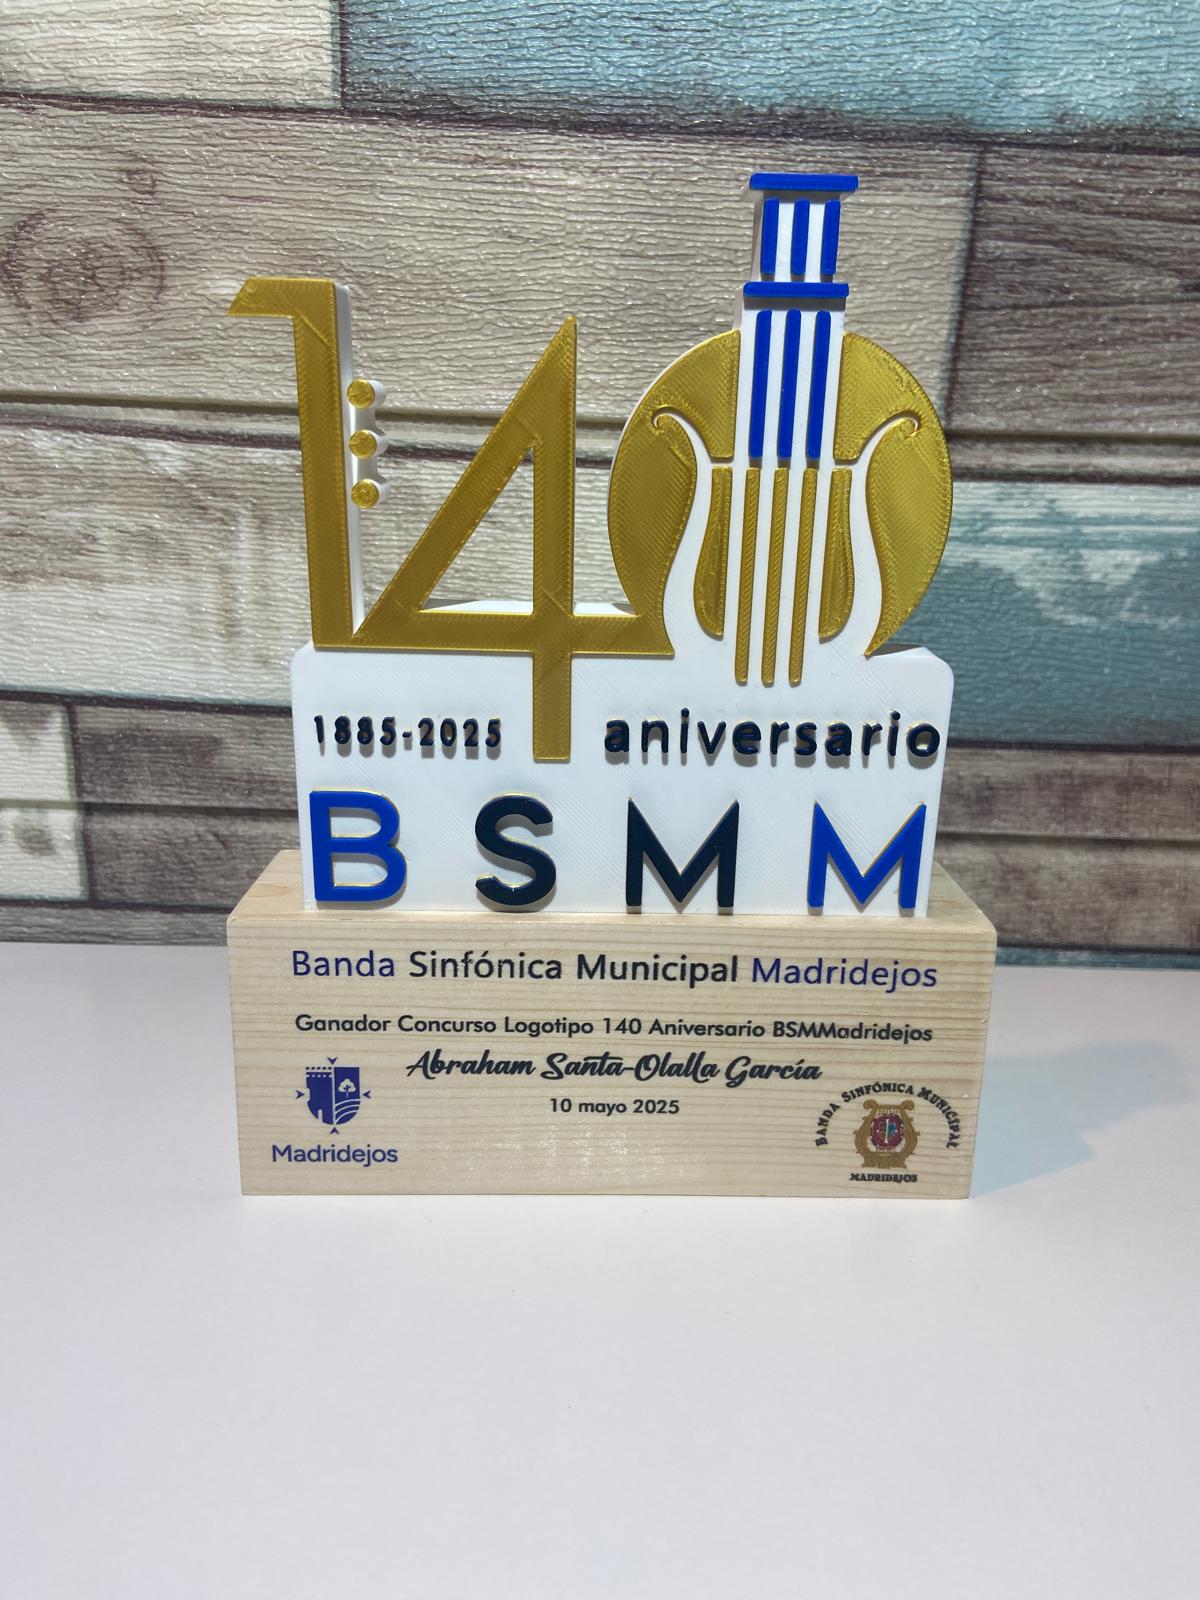 140
1885-2025 aniversario
BSMM
Banda Sinfónica Municipal Madridejos
Ganador Concurso Logotipo 140 Aniversario BSMMadridejos
Abraham Santa-Olalla García
10 mayo 2025
Madridejos
BANDA SINFÓNICA MUNICIPAL
MADRIDEJOS